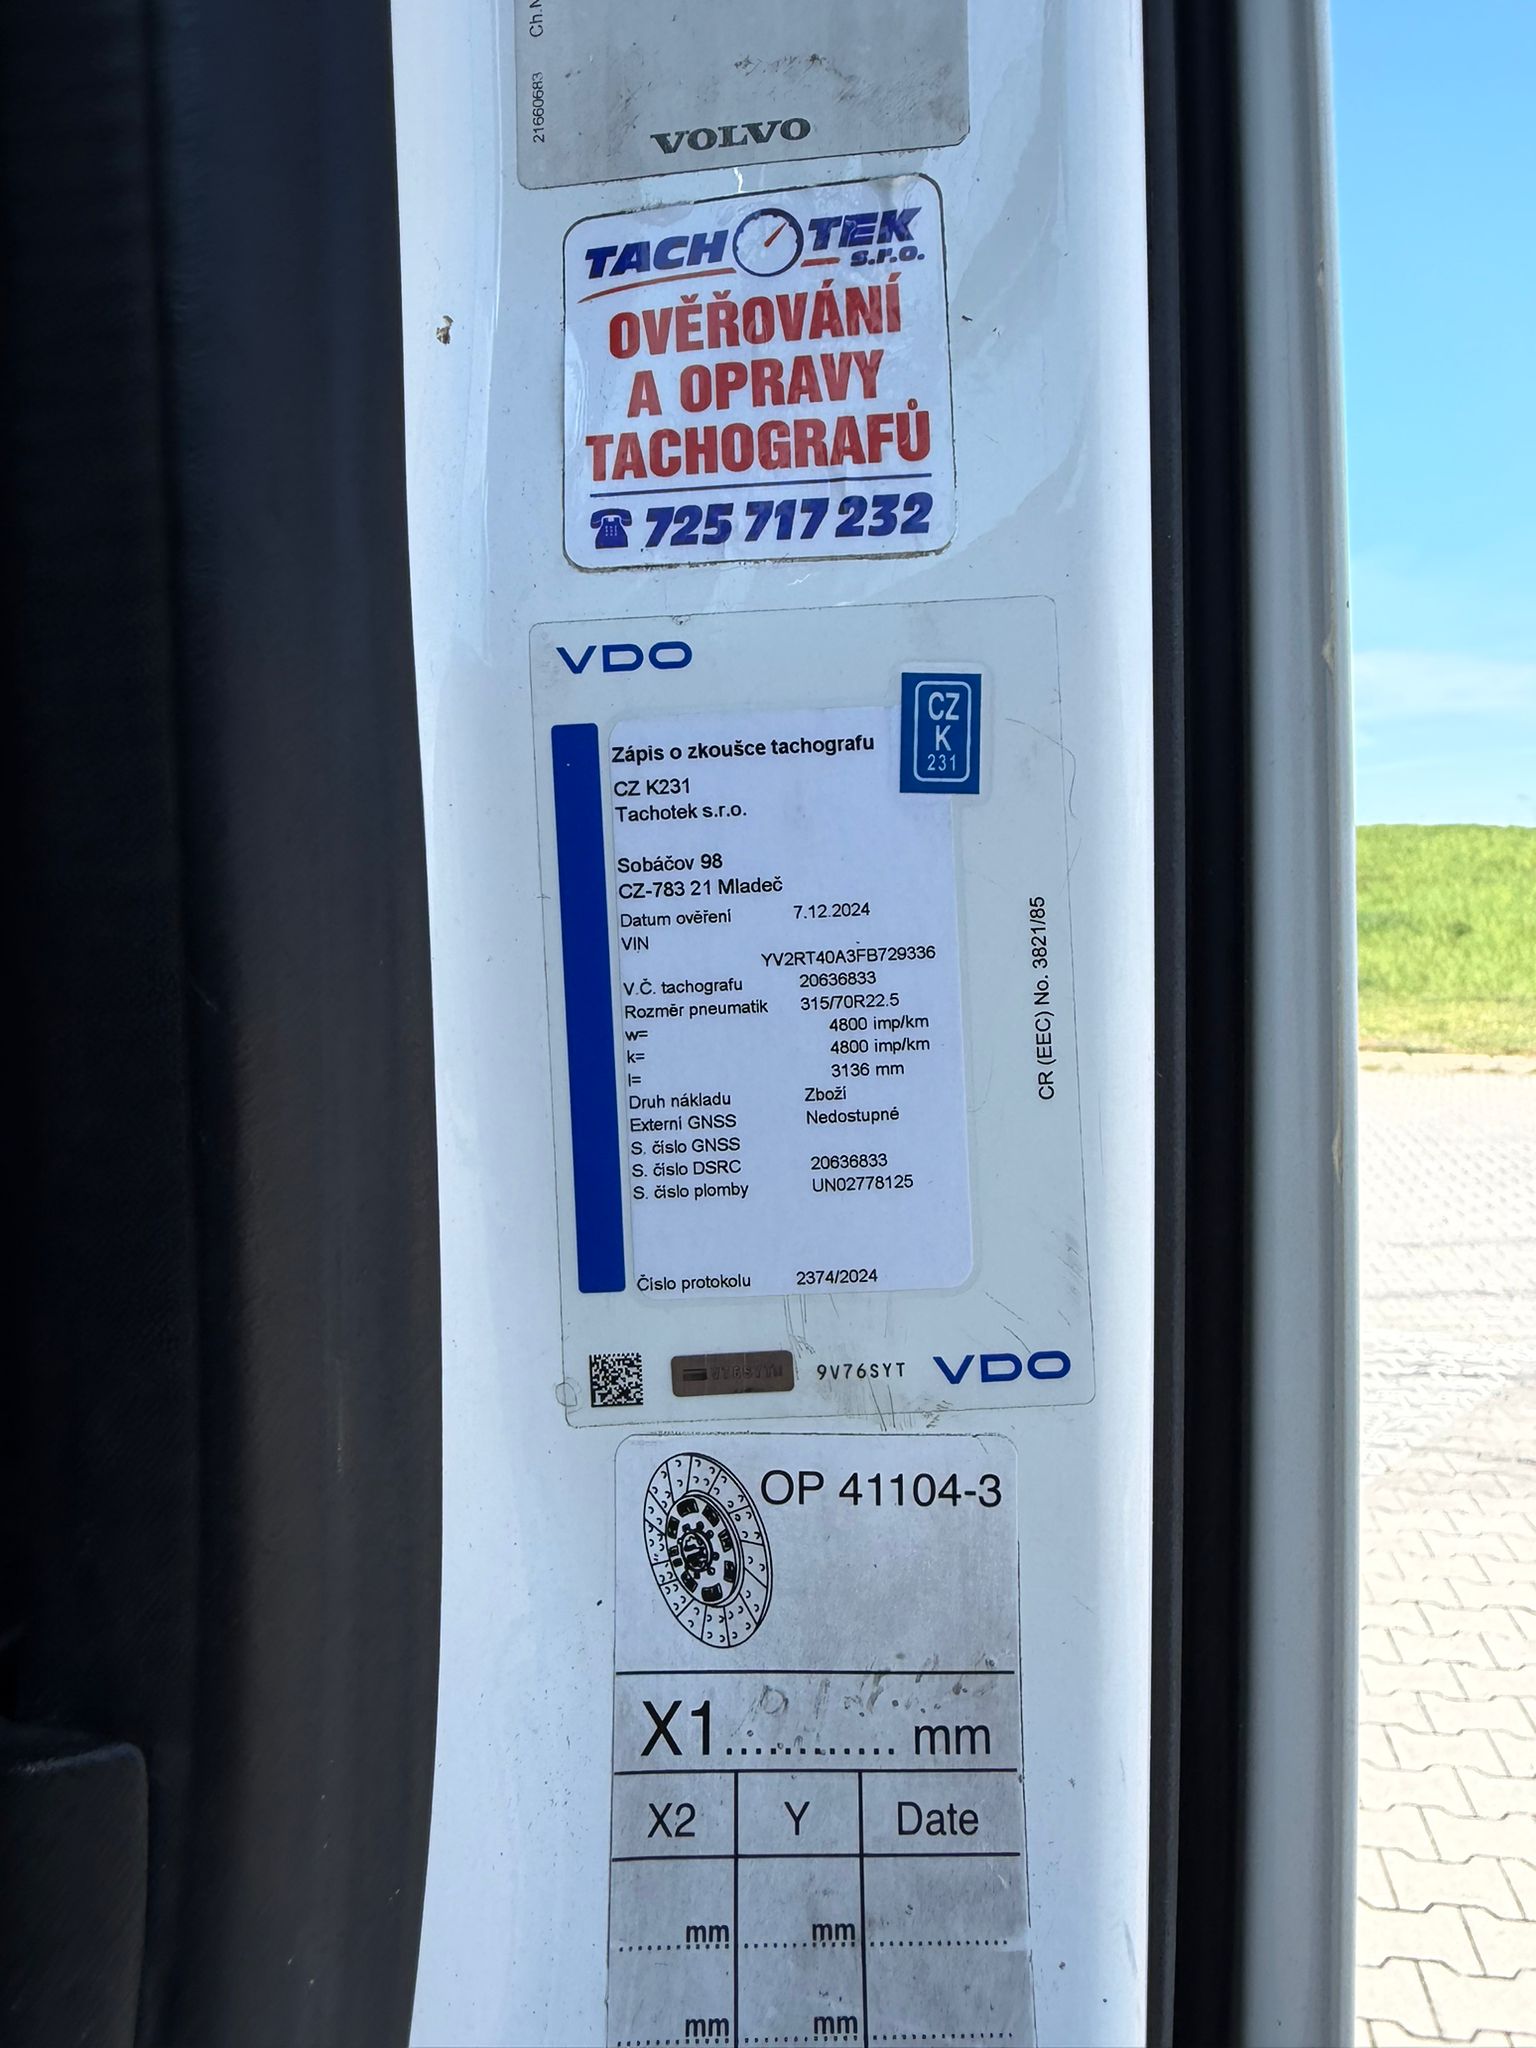 21660683
Ch.N
VOLVO
TACHOTEK
s.r.o.
OVĚŘOVÁNÍ
A OPRAVY
TACHOGRAFŮ
725 717 232
VDO
CZ
K
231
Zápis o zkoušce tachografu
CZ K231
Tachotek s.r.o.
Sobáčov 98
CZ-783 21 Mladeč
Datum ověření 7.12.2024
VIN
YV2RT40A3FB729336
V.Č. tachografu 20636833
Rozměr pneumatik 315/70R22.5
w= 4800 imp/km
k= 4800 imp/km
l= 3136 mm
Druh nákladu Zboží
Externí GNSS Nedostupné
S. číslo GNSS
S. číslo DSRC 20636833
S. číslo plomby UN02778125
Číslo protokolu 2374/2024
CR (EEC) No. 3821/85
9V76SYT VDO
OP 41104-3
X1............ mm
X2 Y Date
mm mm
mm mm